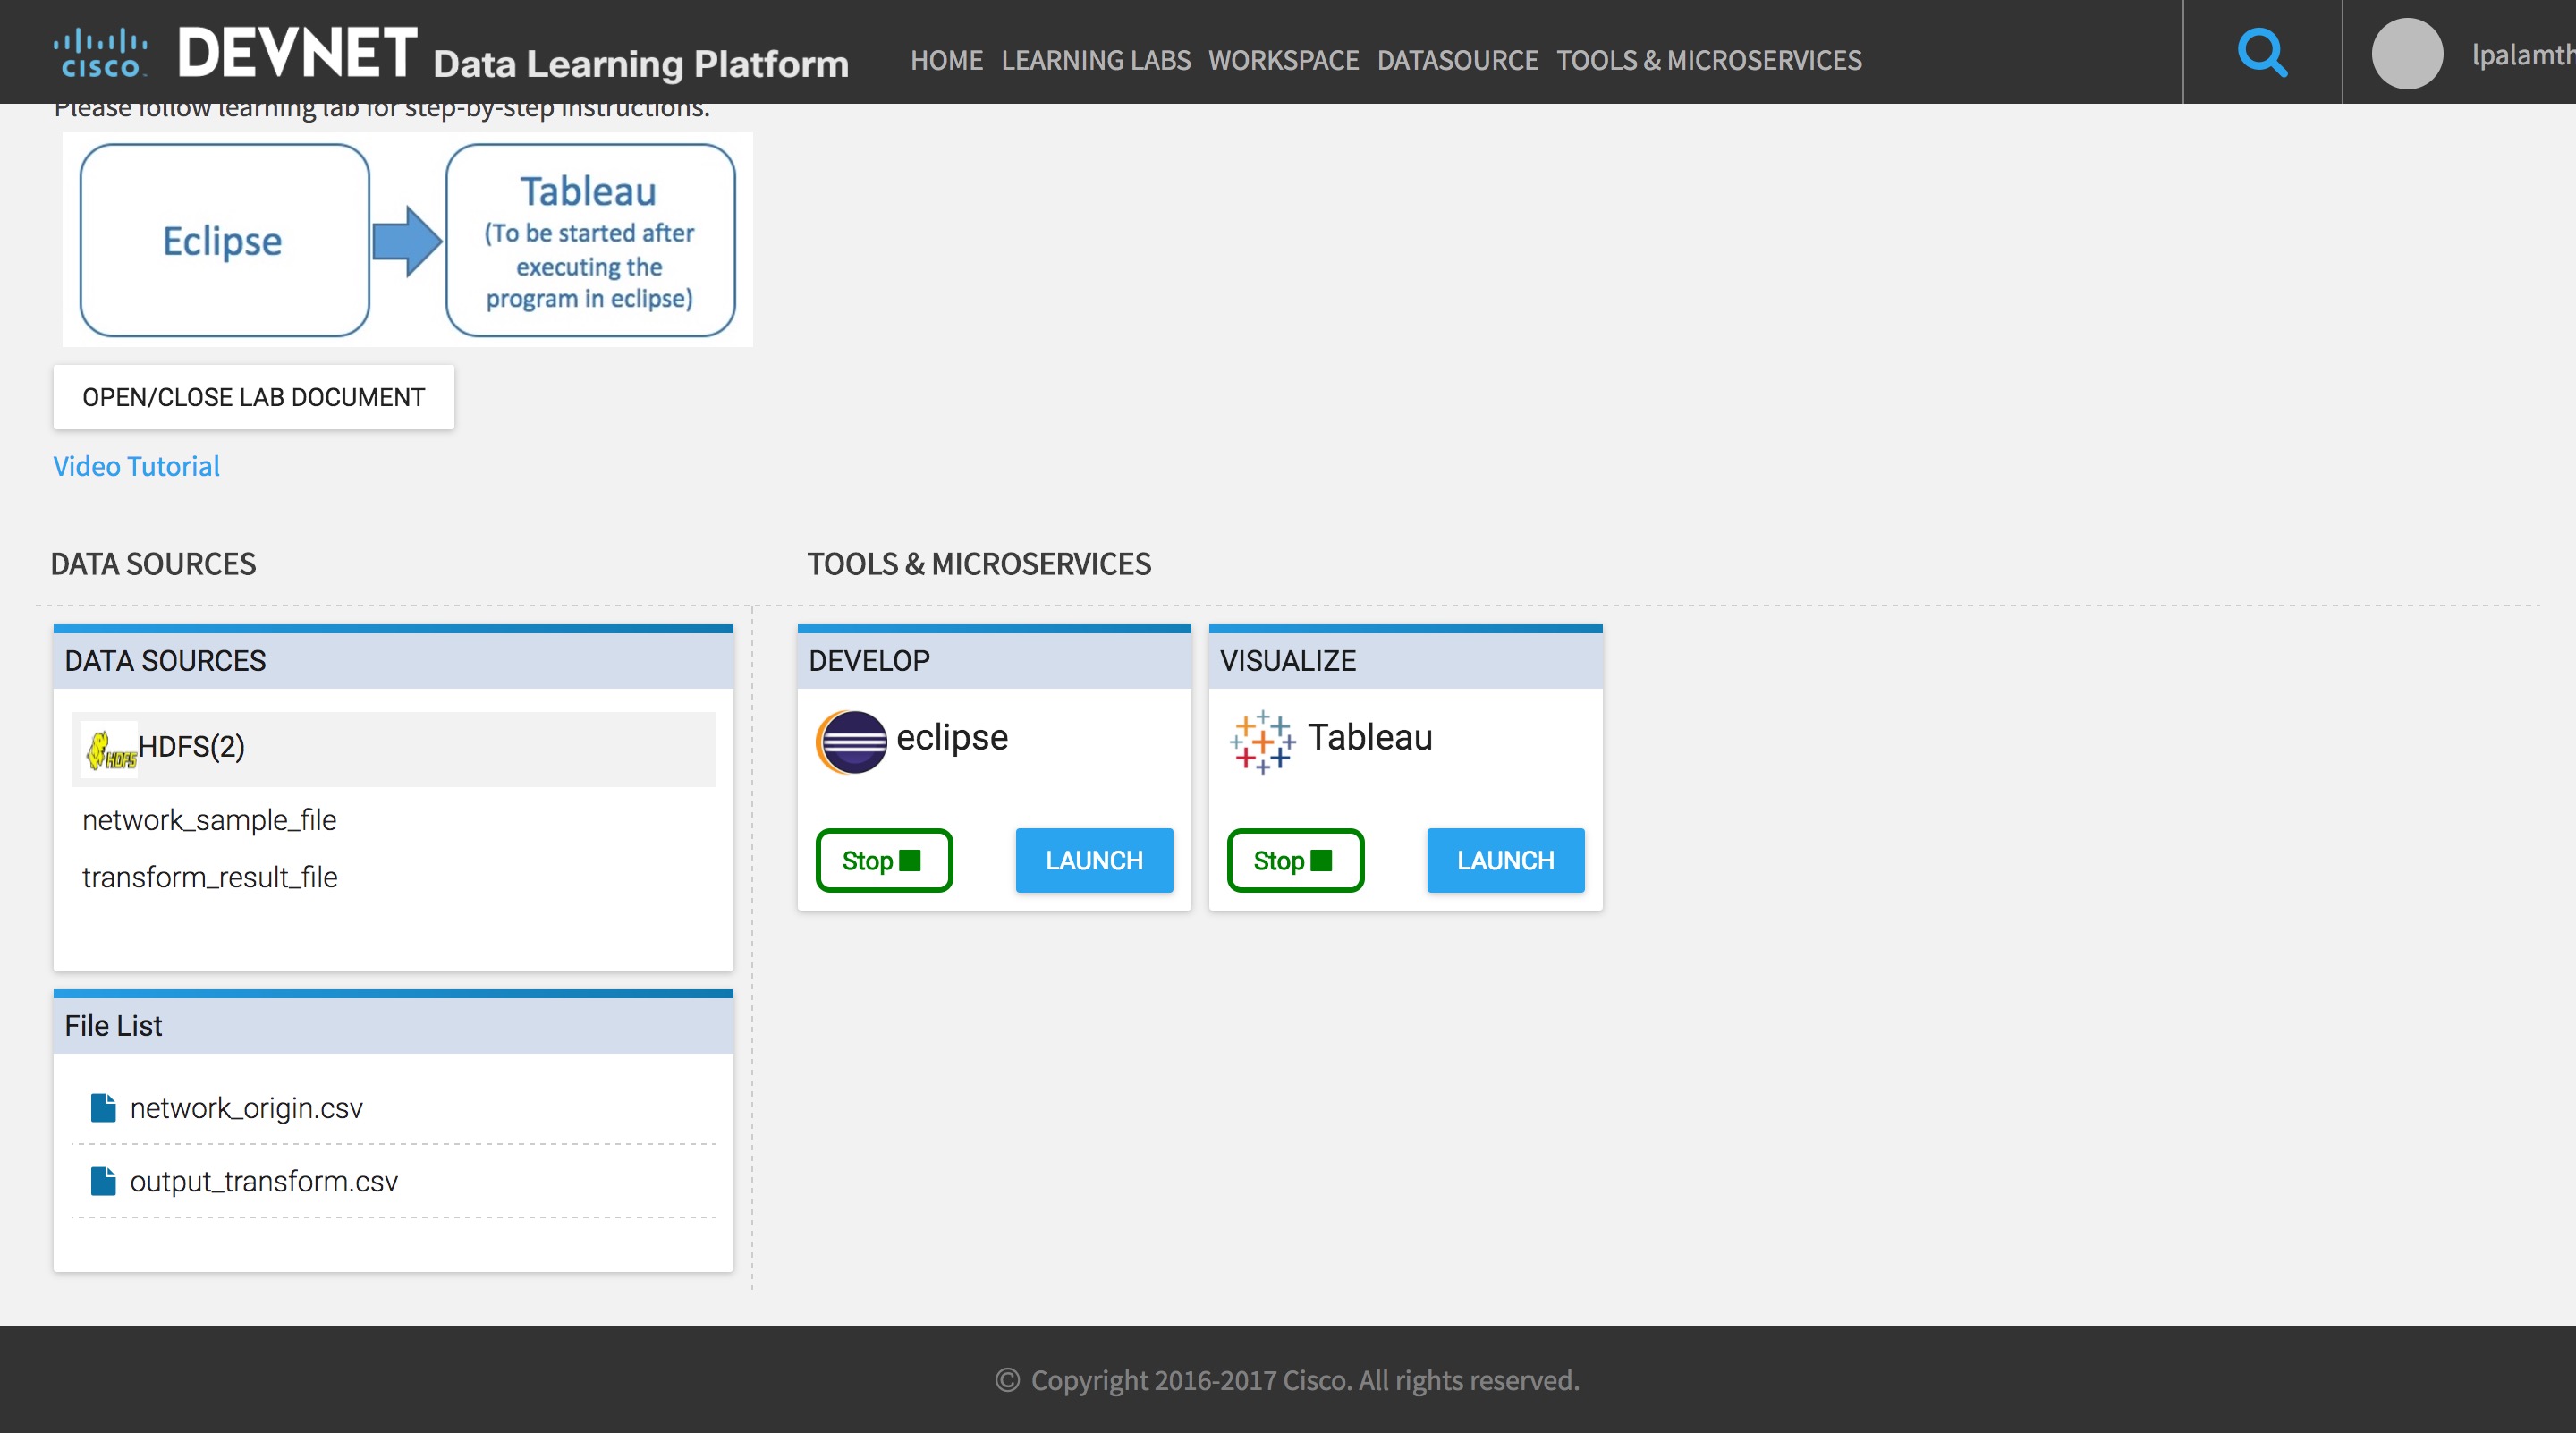 CISCO DEVNET Data Learning Platform HOME LEARNING LABS WORKSPACE DATASOURCE TOOLS & MICROSERVICES lpalamth
Please follow learning lab for step-by-step instructions.
Eclipse
Tableau
(To be started after
executing the
program in eclipse)
OPEN/CLOSE LAB DOCUMENT
Video Tutorial
DATA SOURCES
TOOLS & MICROSERVICES
DATA SOURCES
HDFS HDFS(2)
network_sample_file
transform_result_file
File List
network_origin.csv
output_transform.csv
DEVELOP
eclipse
Stop LAUNCH
VISUALIZE
Tableau
Stop LAUNCH
© Copyright 2016-2017 Cisco. All rights reserved.